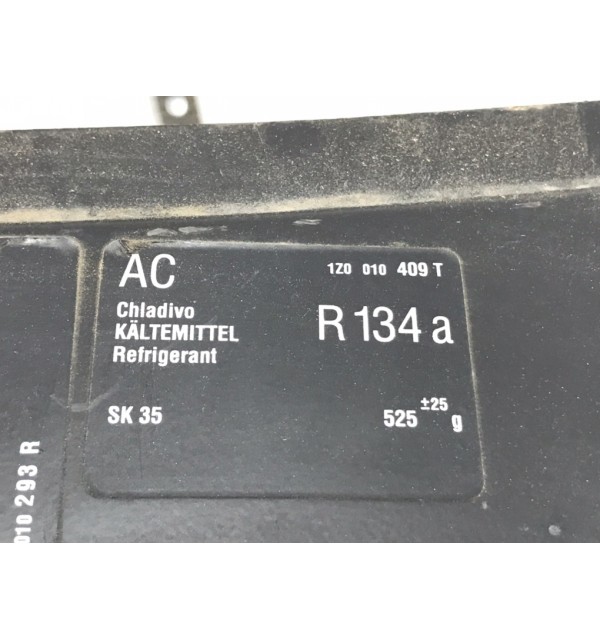 AC
1Z0 010 409 T
Chladivo
KÄLTEMITTEL
Refrigerant
R 134 a
SK 35
525 ±25 g
010 293 R